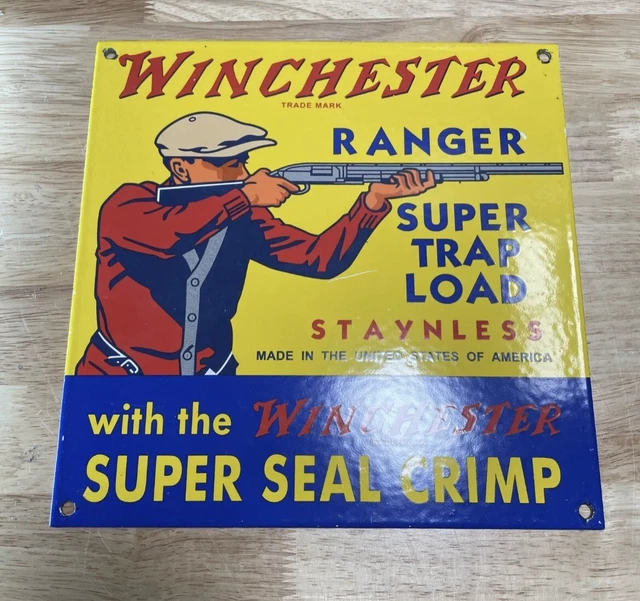 WINCHESTER
TRADE MARK
RANGER
SUPER
TRAP
LOAD
STAYNLESS
MADE IN THE UNITED STATES OF AMERICA
with the WINCHESTER
SUPER SEAL CRIMP